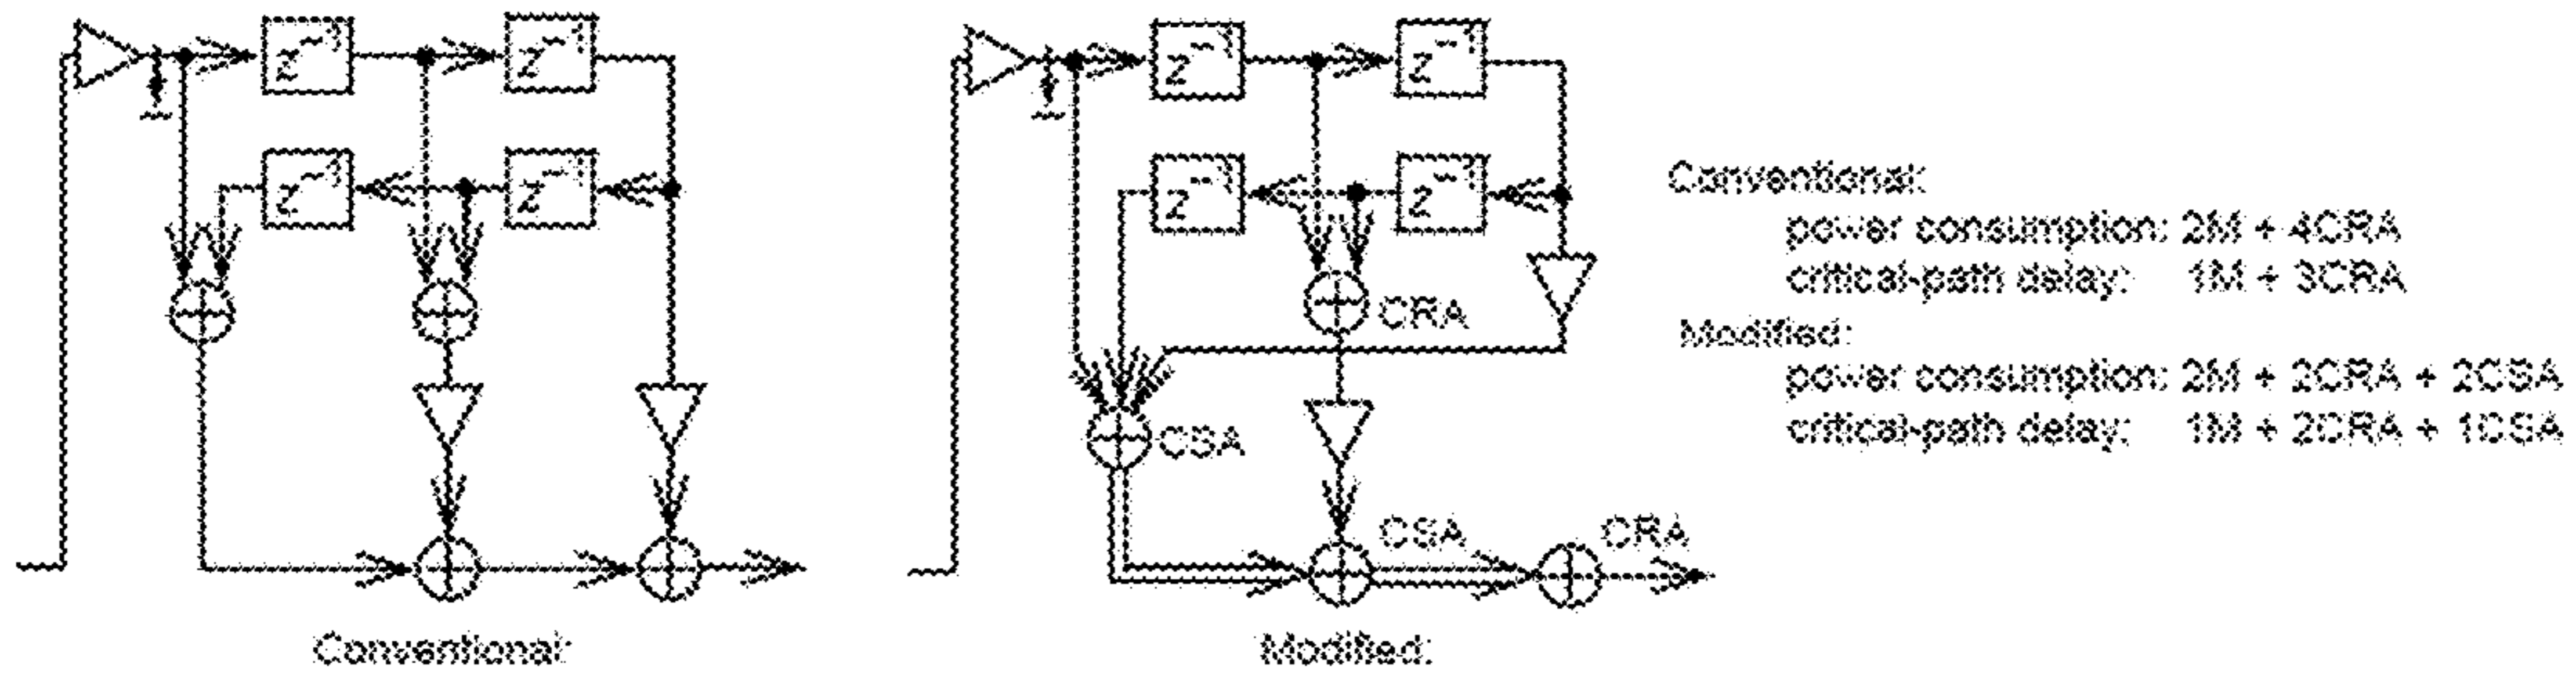 z⁻¹ z⁻¹
z⁻¹ z⁻¹
Conventional:
z⁻¹ z⁻¹
z⁻¹ z⁻¹
CRA
CSA
CSA CRA
Modified:
Conventional:
power consumption: 2M + 4CRA
critical-path delay: 1M + 3CRA
Modified:
power consumption: 2M + 2CRA + 2CSA
critical-path delay: 1M + 2CRA + 1CSA